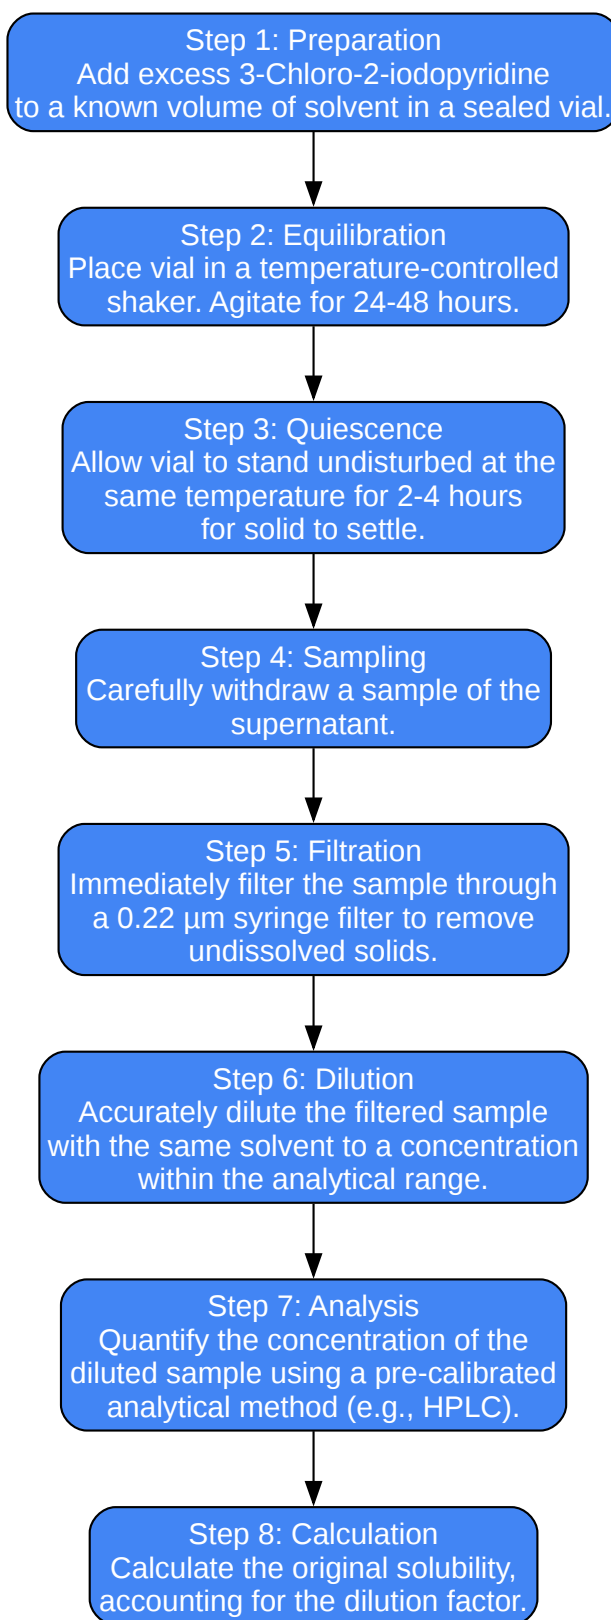 Step 1: Preparation
Add excess 3-Chloro-2-iodopyridine
to a known volume of solvent in a sealed vial.
Step 2: Equilibration
Place vial in a temperature-controlled
shaker. Agitate for 24-48 hours.
Step 3: Quiescence
Allow vial to stand undisturbed at the
same temperature for 2-4 hours
for solid to settle.
Step 4: Sampling
Carefully withdraw a sample of the
supernatant.
Step 5: Filtration
Immediately filter the sample through
a 0.22 µm syringe filter to remove
undissolved solids.
Step 6: Dilution
Accurately dilute the filtered sample
with the same solvent to a concentration
within the analytical range.
Step 7: Analysis
Quantify the concentration of the
diluted sample using a pre-calibrated
analytical method (e.g., HPLC).
Step 8: Calculation
Calculate the original solubility,
accounting for the dilution factor.